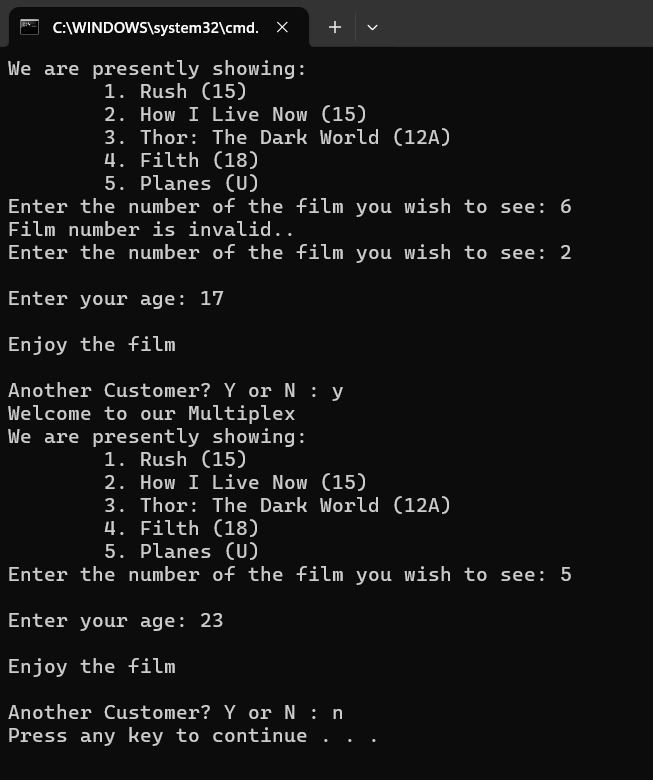 C:\WINDOWS\system32\cmd.
We are presently showing:
        1. Rush (15)
        2. How I Live Now (15)
        3. Thor: The Dark World (12A)
        4. Filth (18)
        5. Planes (U)
Enter the number of the film you wish to see: 6
Film number is invalid..
Enter the number of the film you wish to see: 2
Enter your age: 17
Enjoy the film
Another Customer? Y or N : y
Welcome to our Multiplex
We are presently showing:
        1. Rush (15)
        2. How I Live Now (15)
        3. Thor: The Dark World (12A)
        4. Filth (18)
        5. Planes (U)
Enter the number of the film you wish to see: 5
Enter your age: 23
Enjoy the film
Another Customer? Y or N : n
Press any key to continue . . .